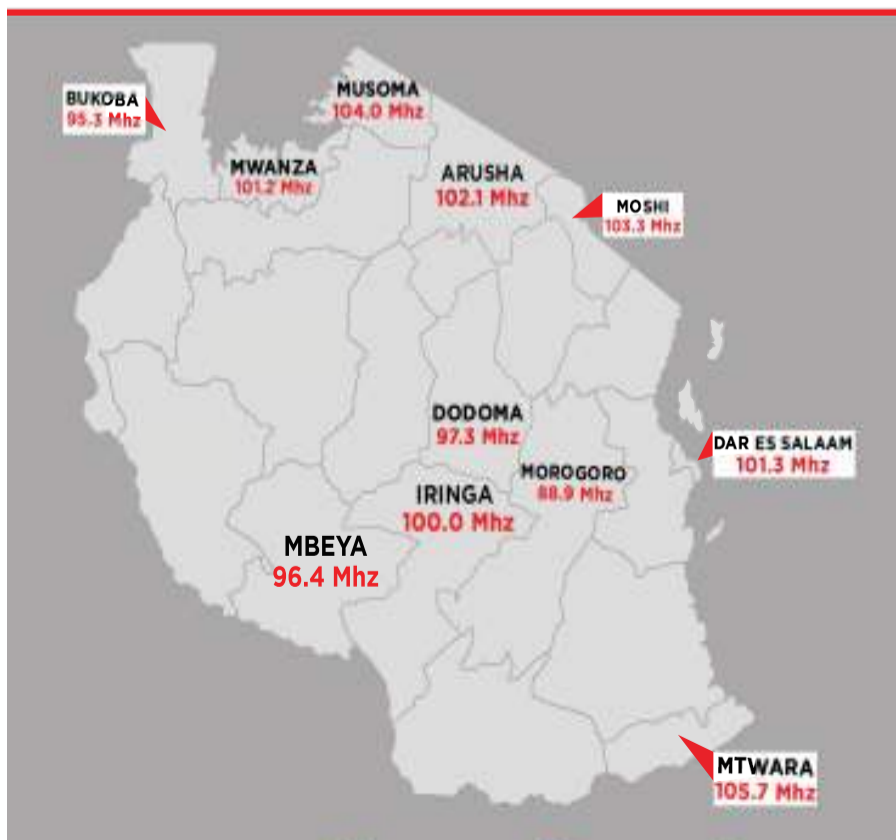 BUKOBA
95.3 Mhz
MUSOMA
104.0 Mhz
MWANZA
101.2 Mhz
ARUSHA
102.1 Mhz
MOSHI
103.3 Mhz
DODOMA
97.3 Mhz
DAR ES SALAAM
101.3 Mhz
MOROGORO
88.9 Mhz
IRINGA
100.0 Mhz
MBEYA
96.4 Mhz
MTWARA
105.7 Mhz